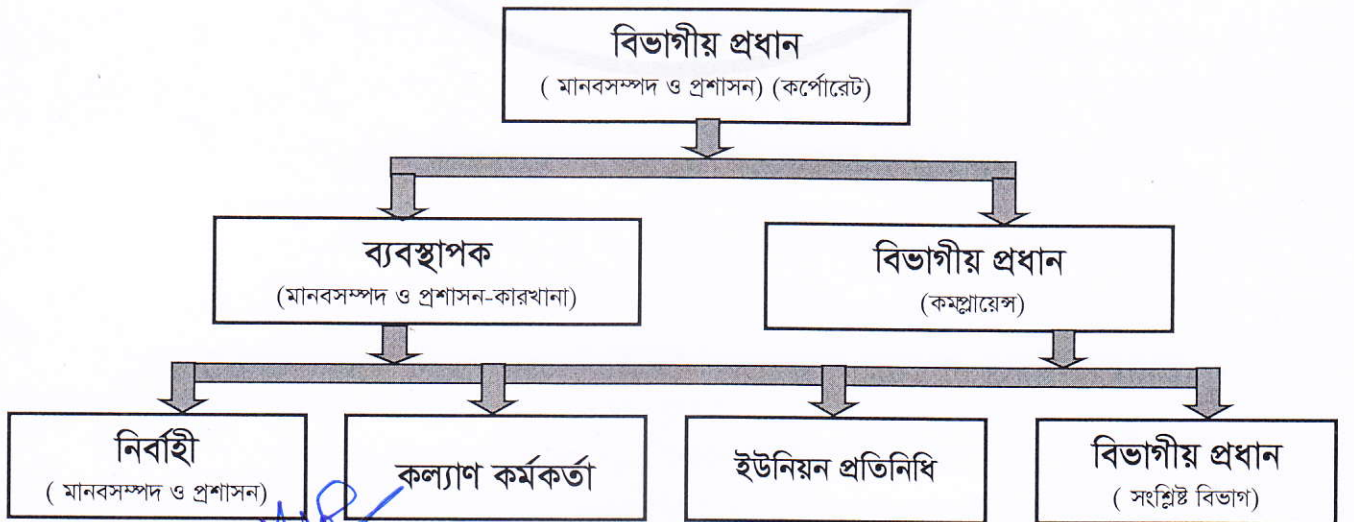 বিভাগীয় প্রধান
( মানবসম্পদ ও প্রশাসন) (কর্পোরেট)
ব্যবস্থাপক
(মানবসম্পদ ও প্রশাসন-কারখানা)
বিভাগীয় প্রধান
(কমপ্লায়েন্স)
নির্বাহী
( মানবসম্পদ ও প্রশাসন)
কল্যাণ কর্মকর্তা
ইউনিয়ন প্রতিনিধি
বিভাগীয় প্রধান
( সংশ্লিষ্ট বিভাগ)